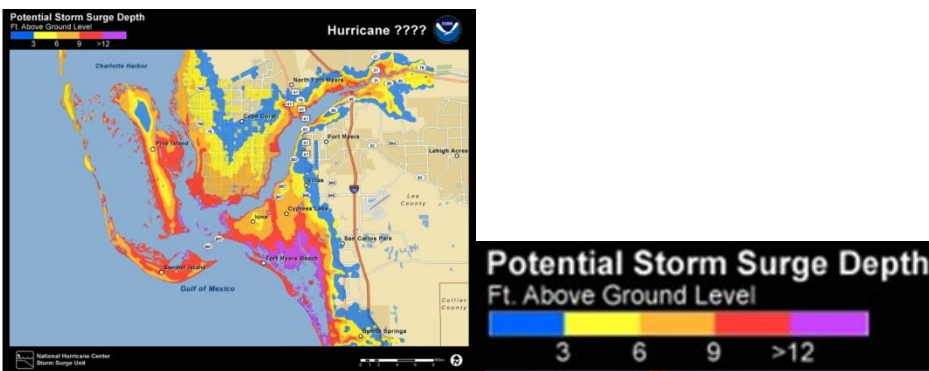 Potential Storm Surge Depth
Ft. Above Ground Level
3 6 9 >12
Hurricane ????
Charlotte Harbor
North Fort Myers
Cape Coral
Fort Myers
Pine Island
Lehigh Acres
Villas
Lee
County
Iona
Cypress Lake
San Carlos Park
Fort Myers Beach
Sanibel Island
Gulf of Mexico
Collier
County
Bonita Springs
National Hurricane Center
Storm Surge Unit
Potential Storm Surge Depth
Ft. Above Ground Level
3 6 9 >12